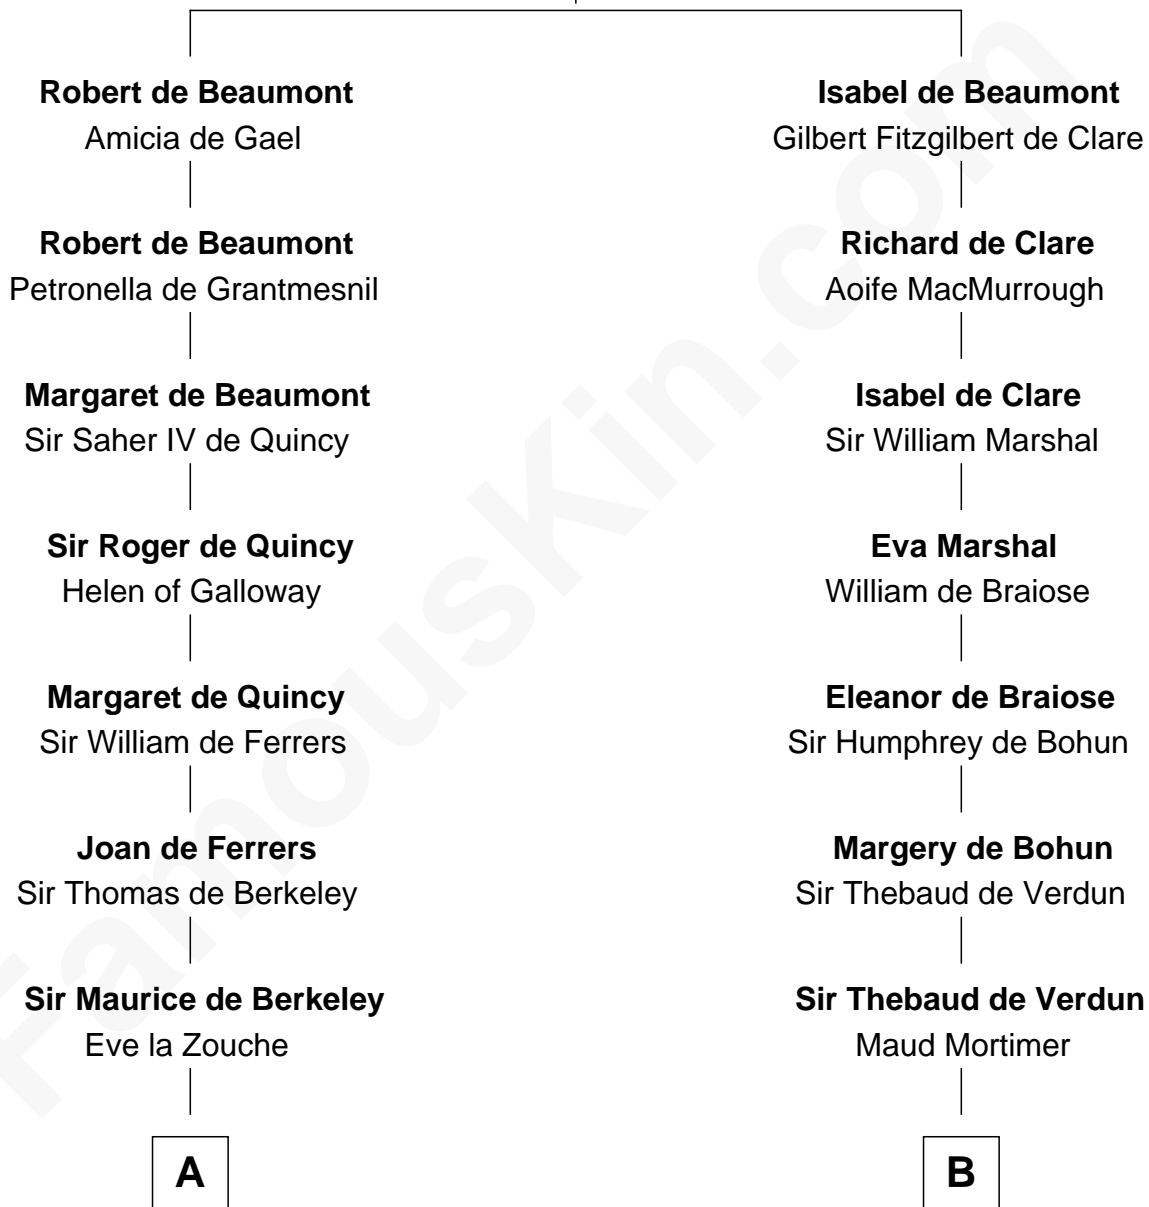 Robert de Beaumont
Amicia de Gael
Robert de Beaumont
Petronella de Grantmesnil
Margaret de Beaumont
Sir Saher IV de Quincy
Sir Roger de Quincy
Helen of Galloway
Margaret de Quincy
Sir William de Ferrers
Joan de Ferrers
Sir Thomas de Berkeley
Sir Maurice de Berkeley
Eve la Zouche
A
Isabel de Beaumont
Gilbert Fitzgilbert de Clare
Richard de Clare
Aoife MacMurrough
Isabel de Clare
Sir William Marshal
Eva Marshal
William de Braiose
Eleanor de Braiose
Sir Humphrey de Bohun
Margery de Bohun
Sir Thebaud de Verdun
Sir Thebaud de Verdun
Maud Mortimer
B
FamousKin.com